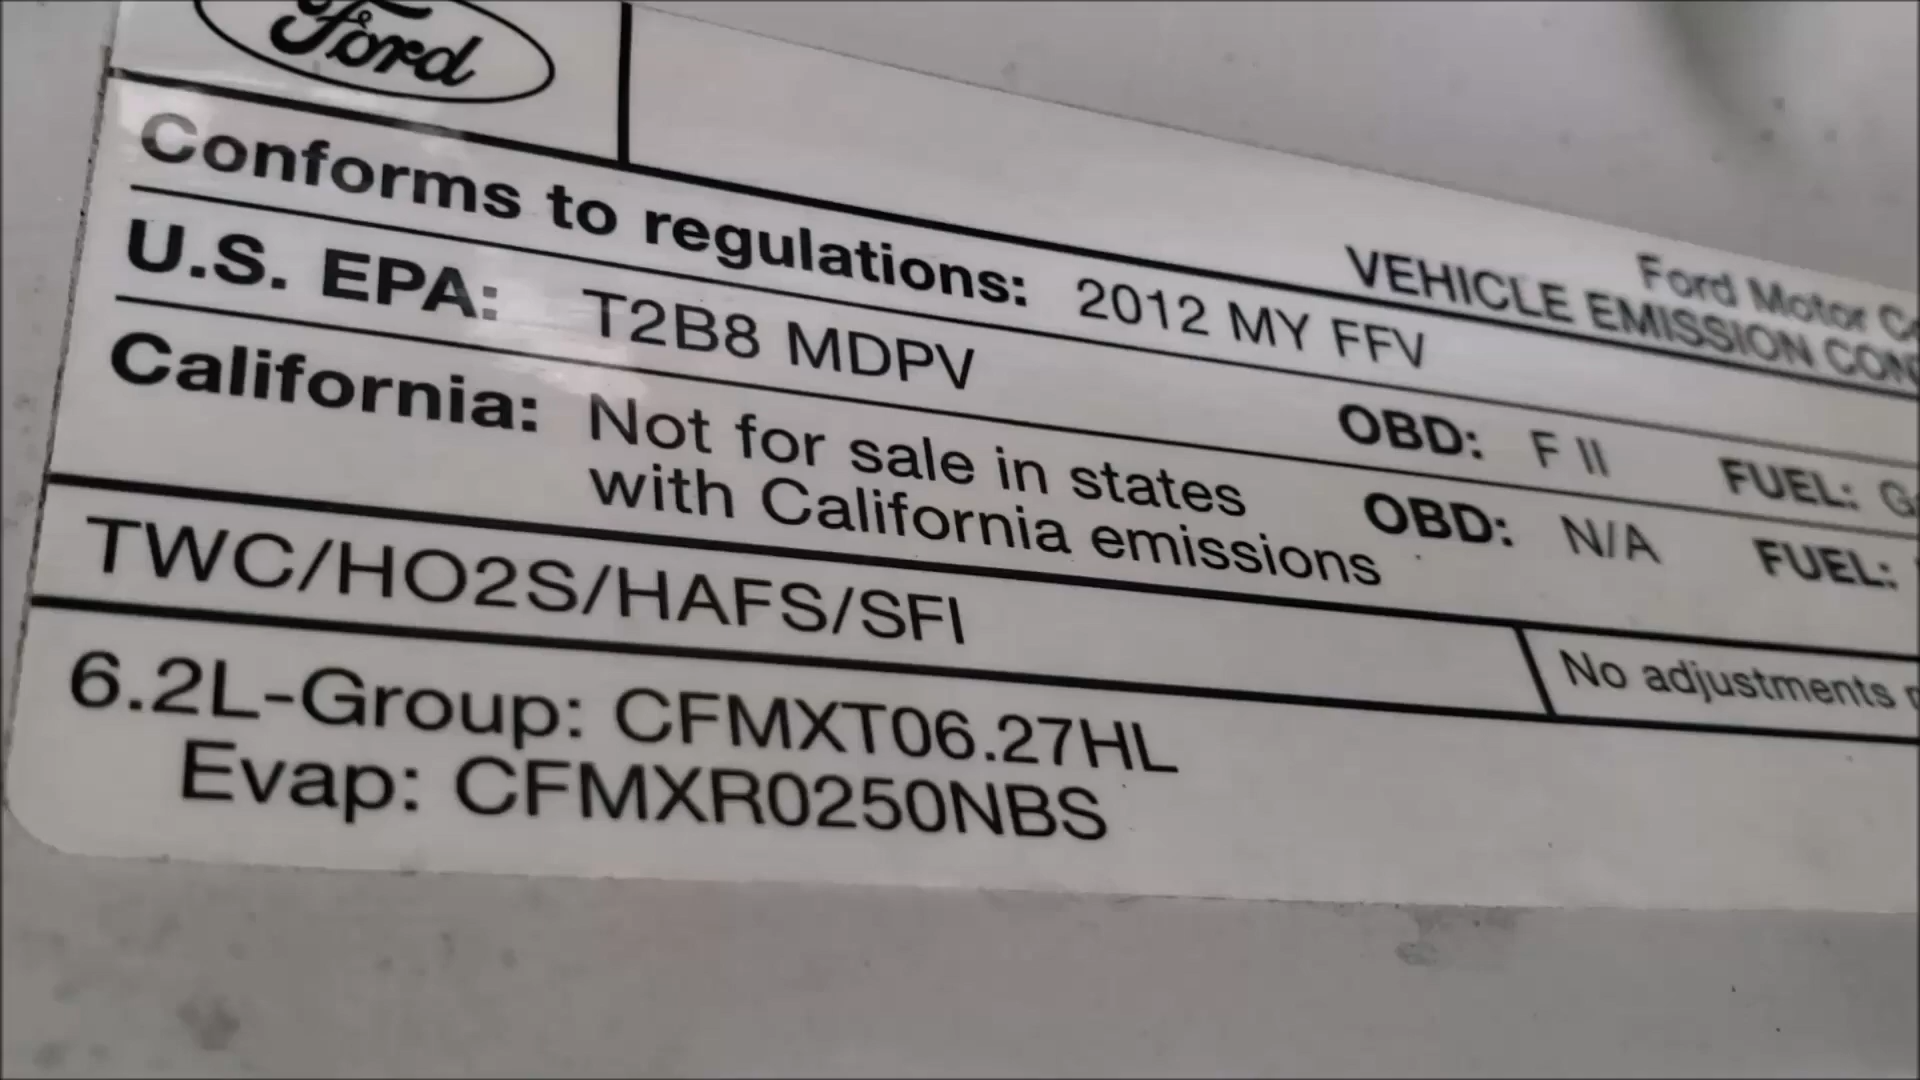 Ford
Ford Motor
VEHICLE EMISSION
Conforms to regulations: 2012 MY FFV
U.S. EPA: T2B8 MDPV OBD: F II FUEL:
California: Not for sale in states OBD: N/A FUEL:
with California emissions
TWC/HO2S/HAFS/SFI
No adjustments
6.2L-Group: CFMXT06.27HL
Evap: CFMXR0250NBS